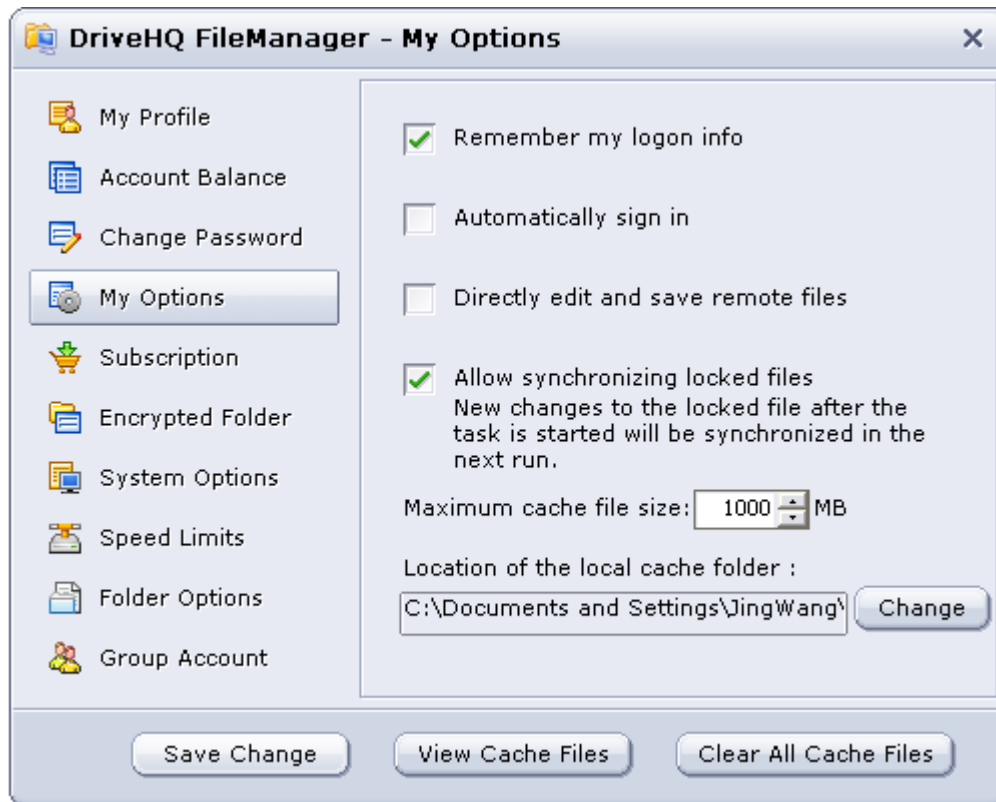 DriveHQ FileManager - My Options
My Profile
Account Balance
Change Password
My Options
Subscription
Encrypted Folder
System Options
Speed Limits
Folder Options
Group Account
Remember my logon info
Automatically sign in
Directly edit and save remote files
Allow synchronizing locked files
New changes to the locked file after the
task is started will be synchronized in the
next run.
Maximum cache file size: 1000 MB
Location of the local cache folder :
C:\Documents and Settings\JingWang\ Change
Save Change View Cache Files Clear All Cache Files